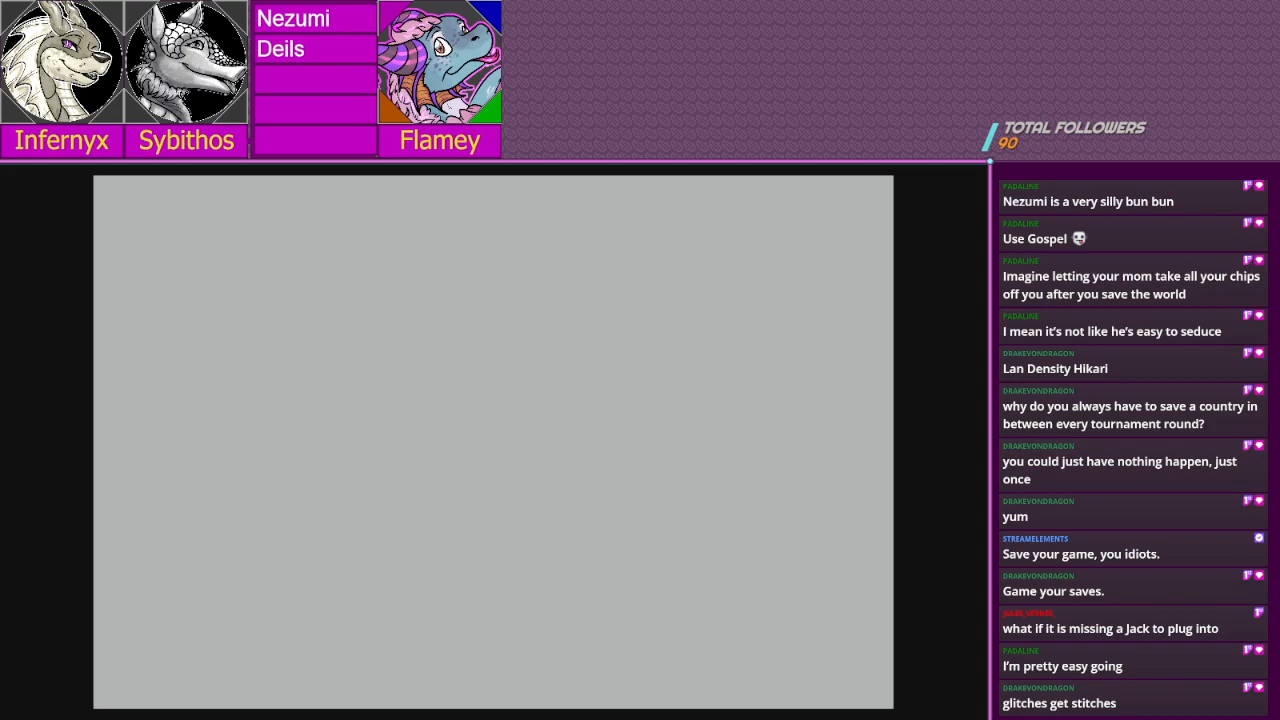 Nezumi
Deils
Infernyx
Sybithos
Flamey
TOTAL FOLLOWERS
90
PADALINE
Nezumi is a very silly bun bun
PADALINE
Use Gospel
PADALINE
Imagine letting your mom take all your chips
off you after you save the world
PADALINE
I mean it's not like he's easy to seduce
DRAKEVONDRAGON
Lan Density Hikari
DRAKEVONDRAGON
why do you always have to save a country in
between every tournament round?
DRAKEVONDRAGON
you could just have nothing happen, just
once
DRAKEVONDRAGON
yum
STREAMELEMENTS
Save your game, you idiots.
DRAKEVONDRAGON
Game your saves.
what if it is missing a Jack to plug into
PADALINE
I'm pretty easy going
DRAKEVONDRAGON
glitches get stitches